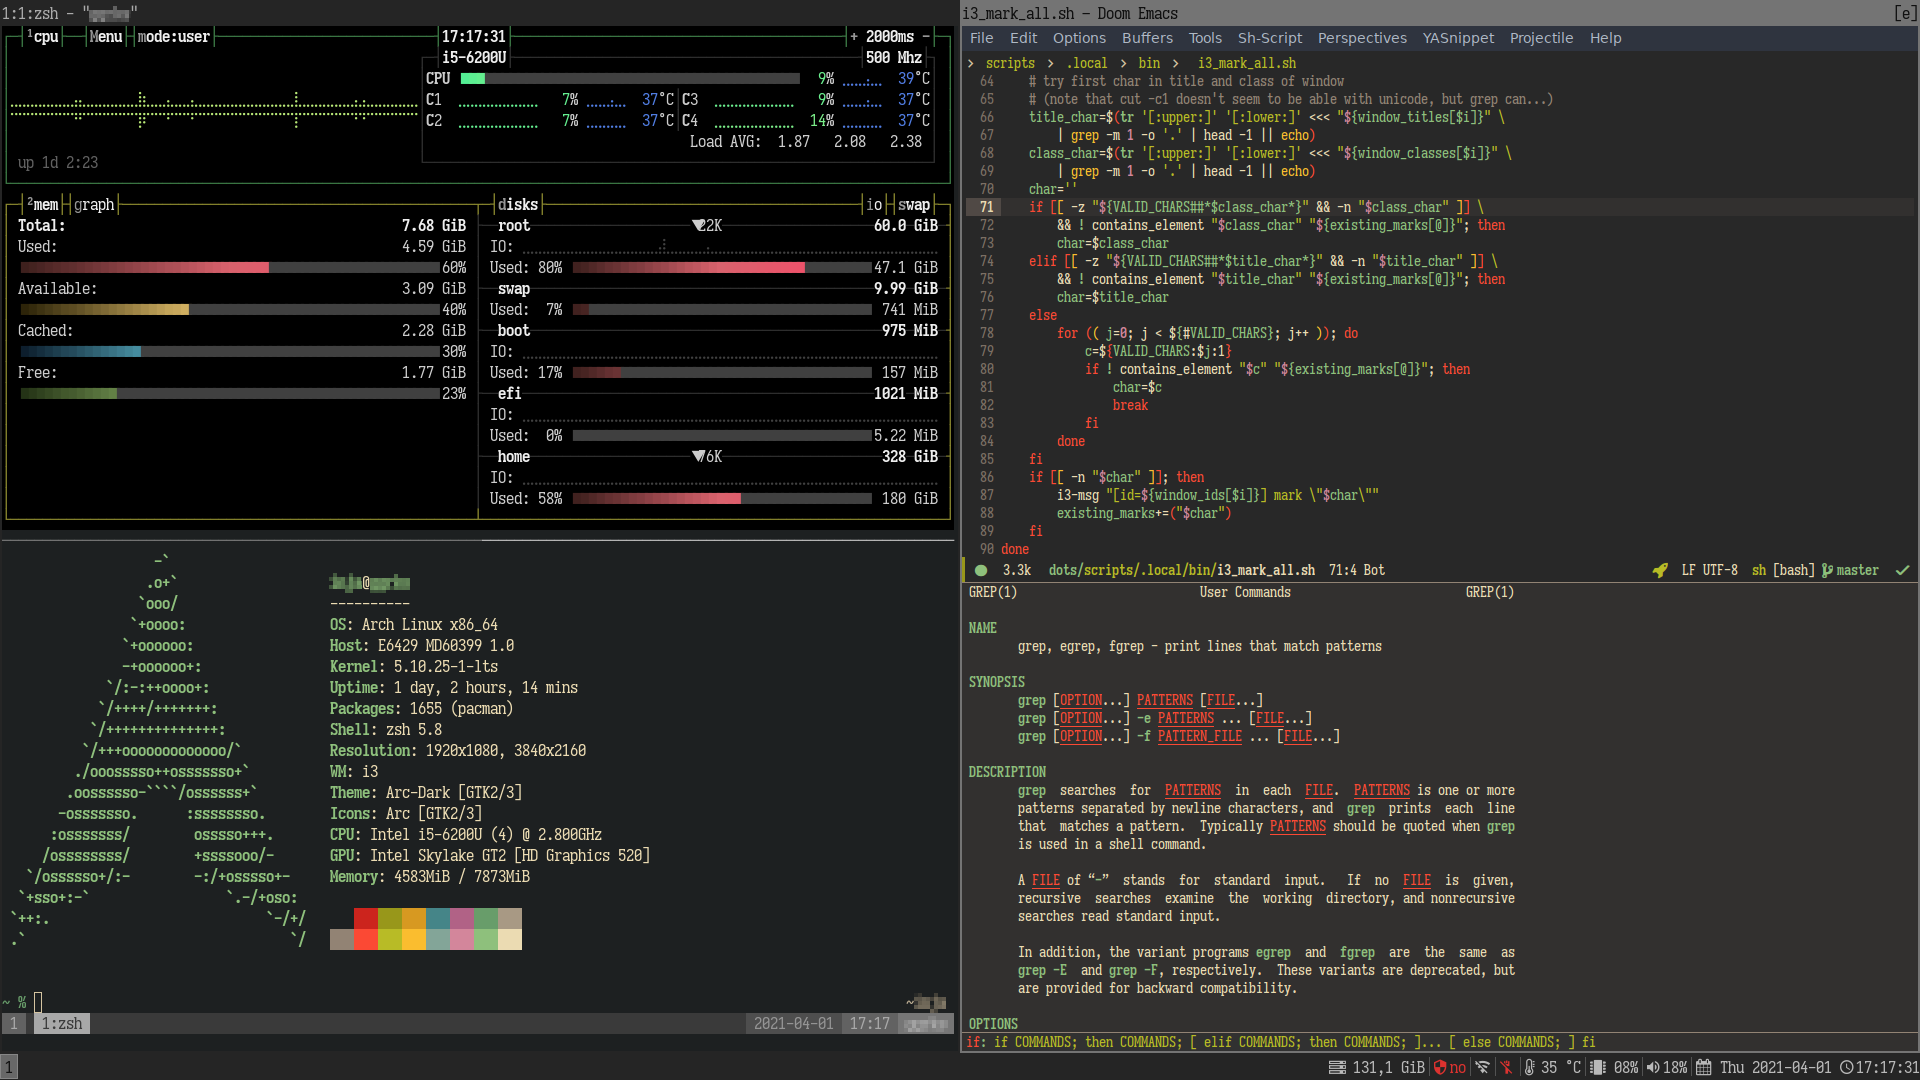 1:1:zsh - "
¹cpu Menu mode:user 17:17:31 + 2000ms -
i5-6200U 500 Mhz
CPU 9% 39°C
C1 7% 37°C C3 9% 37°C
C2 7% 37°C C4 14% 37°C
Load AVG: 1.87 2.08 2.38
up 1d 2:23
²mem graph
Total: 7.68 GiB
Used: 4.59 GiB
60%
Available: 3.09 GiB
40%
Cached: 2.28 GiB
30%
Free: 1.77 GiB
23%
disks io swap
root ▼22K 60.0 GiB
IO:
Used: 80% 47.1 GiB
swap 9.99 GiB
Used: 7% 741 MiB
boot 975 MiB
IO:
Used: 17% 157 MiB
efi 1021 MiB
IO:
Used: 0% 5.22 MiB
home ▼76K 328 GiB
IO:
Used: 58% 180 GiB
-`
.o+`
`ooo/
`+oooo:
`+oooooo:
-+oooooo+:
`/:-:++oooo+:
`/++++/+++++++:
`/++++++++++++++:
`/+++ooooooooooooo/`
./ooosssso++osssssso+`
.oossssso-````/ossssss+`
-osssssso. :ssssssso.
:osssssss/ osssso+++.
/ossssssss/ +ssssooo/-
`/ossssso+/:- -:/+osssso+-
`+sso+:-` `.-/+oso:
`++:. `-/+/
.` `/
@
----------
OS: Arch Linux x86_64
Host: E6429 MD60399 1.0
Kernel: 5.10.25-1-lts
Uptime: 1 day, 2 hours, 14 mins
Packages: 1655 (pacman)
Shell: zsh 5.8
Resolution: 1920x1080, 3840x2160
WM: i3
Theme: Arc-Dark [GTK2/3]
Icons: Arc [GTK2/3]
CPU: Intel i5-6200U (4) @ 2.800GHz
GPU: Intel Skylake GT2 [HD Graphics 520]
Memory: 4583MiB / 7873MiB
~ % ~
1 1:zsh 2021-04-01 17:17
i3_mark_all.sh - Doom Emacs [e]
File Edit Options Buffers Tools Sh-Script Perspectives YASnippet Projectile Help
› scripts › .local › bin › i3_mark_all.sh
64 # try first char in title and class of window
65 # (note that cut -c1 doesn't seem to be able with unicode, but grep can...)
66 title_char=$(tr '[:upper:]' '[:lower:]' <<< "${window_titles[$i]}" \
67 | grep -m 1 -o '.' | head -1 || echo)
68 class_char=$(tr '[:upper:]' '[:lower:]' <<< "${window_classes[$i]}" \
69 | grep -m 1 -o '.' | head -1 || echo)
70 char=''
71 if [[ -z "${VALID_CHARS##*$class_char*}" && -n "$class_char" ]] \
72 && ! contains_element "$class_char" "${existing_marks[@]}"; then
73 char=$class_char
74 elif [[ -z "${VALID_CHARS##*$title_char*}" && -n "$title_char" ]] \
75 && ! contains_element "$title_char" "${existing_marks[@]}"; then
76 char=$title_char
77 else
78 for (( j=0; j < ${#VALID_CHARS}; j++ )); do
79 c=${VALID_CHARS:$j:1}
80 if ! contains_element "$c" "${existing_marks[@]}"; then
81 char=$c
82 break
83 fi
84 done
85 fi
86 if [[ -n "$char" ]]; then
87 i3-msg "[id=${window_ids[$i]}] mark \"$char\""
88 existing_marks+=("$char")
89 fi
90 done
3.3k dots/scripts/.local/bin/i3_mark_all.sh 71:4 Bot LF UTF-8 sh [bash] master
GREP(1) User Commands GREP(1)
NAME
grep, egrep, fgrep - print lines that match patterns
SYNOPSIS
grep [OPTION...] PATTERNS [FILE...]
grep [OPTION...] -e PATTERNS ... [FILE...]
grep [OPTION...] -f PATTERN_FILE ... [FILE...]
DESCRIPTION
grep searches for PATTERNS in each FILE. PATTERNS is one or more
patterns separated by newline characters, and grep prints each line
that matches a pattern. Typically PATTERNS should be quoted when grep
is used in a shell command.
A FILE of “-” stands for standard input. If no FILE is given,
recursive searches examine the working directory, and nonrecursive
searches read standard input.
In addition, the variant programs egrep and fgrep are the same as
grep -E and grep -F, respectively. These variants are deprecated, but
are provided for backward compatibility.
OPTIONS
if: if COMMANDS; then COMMANDS; [ elif COMMANDS; then COMMANDS; ]... [ else COMMANDS; ] fi
1 131,1 GiB no 35 °C 08% 18% Thu 2021-04-01 17:17:31